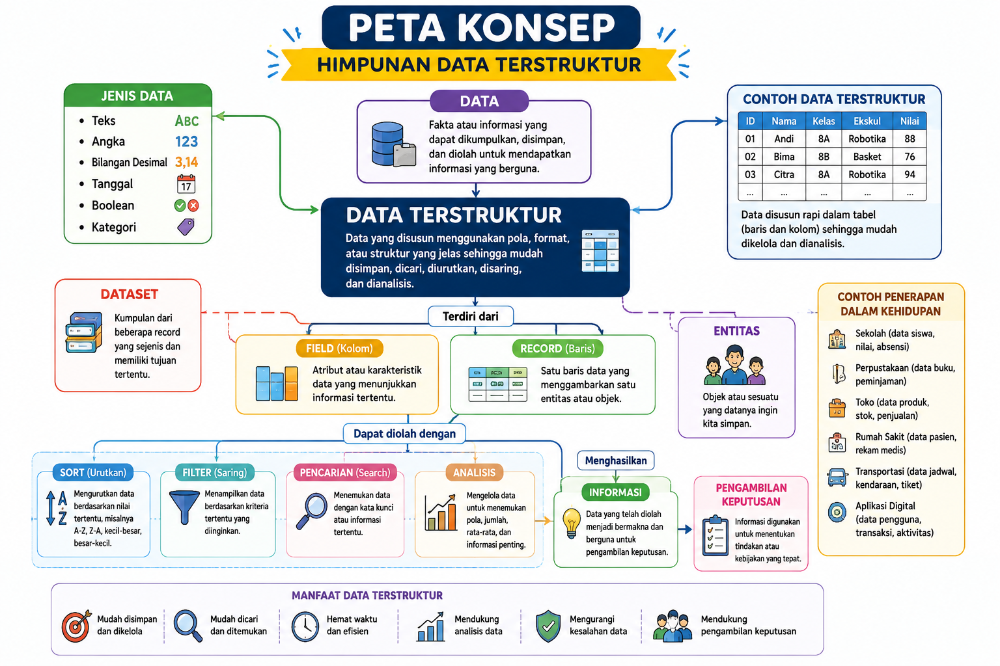 PETA KONSEP
HIMPUNAN DATA TERSTRUKTUR
JENIS DATA
• Teks ABC
• Angka 123
• Bilangan Desimal 3,14
• Tanggal 17
• Boolean
• Kategori
DATA
Fakta atau informasi yang
dapat dikumpulkan, disimpan,
dan diolah untuk mendapatkan
informasi yang berguna.
CONTOH DATA TERSTRUKTUR
ID Nama Kelas Ekskul Nilai
01 Andi 8A Robotika 88
02 Bima 8B Basket 76
03 Citra 8A Robotika 94
... ... ... ... ...
Data disusun rapi dalam tabel
(baris dan kolom) sehingga mudah
dikelola dan dianalisis.
DATA TERSTRUKTUR
Data yang disusun menggunakan pola, format,
atau struktur yang jelas sehingga mudah
disimpan, dicari, diurutkan, disaring,
dan dianalisis.
DATASET
Kumpulan dari
beberapa record
yang sejenis dan
memiliki tujuan
tertentu.
Terdiri dari
FIELD (Kolom)
Atribut atau karakteristik
data yang menunjukkan
informasi tertentu.
RECORD (Baris)
Satu baris data yang
menggambarkan satu
entitas atau objek.
ENTITAS
Objek atau sesuatu
yang datanya ingin
kita simpan.
CONTOH PENERAPAN
DALAM KEHIDUPAN
Sekolah (data siswa,
nilai, absensi)
Perpustakaan (data buku,
peminjaman)
Toko (data produk,
stok, penjualan)
Rumah Sakit (data pasien,
rekam medis)
Transportasi (data jadwal,
kendaraan, tiket)
Aplikasi Digital
(data pengguna,
transaksi, aktivitas)
Dapat diolah dengan
SORT (Urutkan)
A
Z
Mengurutkan data
berdasarkan nilai
tertentu, misalnya
A-Z, Z-A, kecil-besar,
besar-kecil.
FILTER (Saring)
Menampilkan data
berdasarkan kriteria
tertentu yang
diinginkan.
PENCARIAN (Search)
Menemukan data
dengan kata kunci
atau informasi
tertentu.
ANALISIS
Mengelola data
untuk menemukan
pola, jumlah,
rata-rata, dan
informasi penting.
Menghasilkan
INFORMASI
Data yang telah diolah
menjadi bermakna dan
berguna untuk
pengambilan keputusan.
PENGAMBILAN
KEPUTUSAN
Informasi digunakan
untuk menentukan
tindakan atau
kebijakan yang tepat.
MANFAAT DATA TERSTRUKTUR
Mudah disimpan
dan dikelola
Mudah dicari
dan ditemukan
Hemat waktu
dan efisien
Mendukung
analisis data
Mengurangi
kesalahan data
Mendukung
pengambilan keputusan